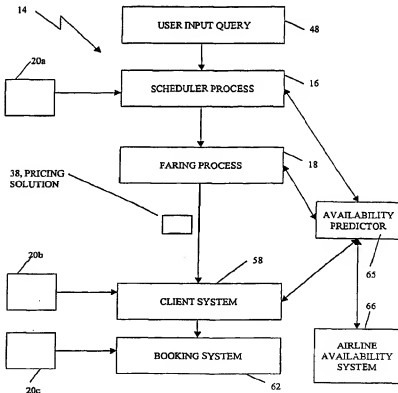 14
USER INPUT QUERY
48
20a
SCHEDULER PROCESS
16
FARING PROCESS
18
38, PRICING
SOLUTION
AVAILABILITY
PREDICTOR
65
20b
58
CLIENT SYSTEM
66
AIRLINE
AVAILABILITY
SYSTEM
BOOKING SYSTEM
62
20c